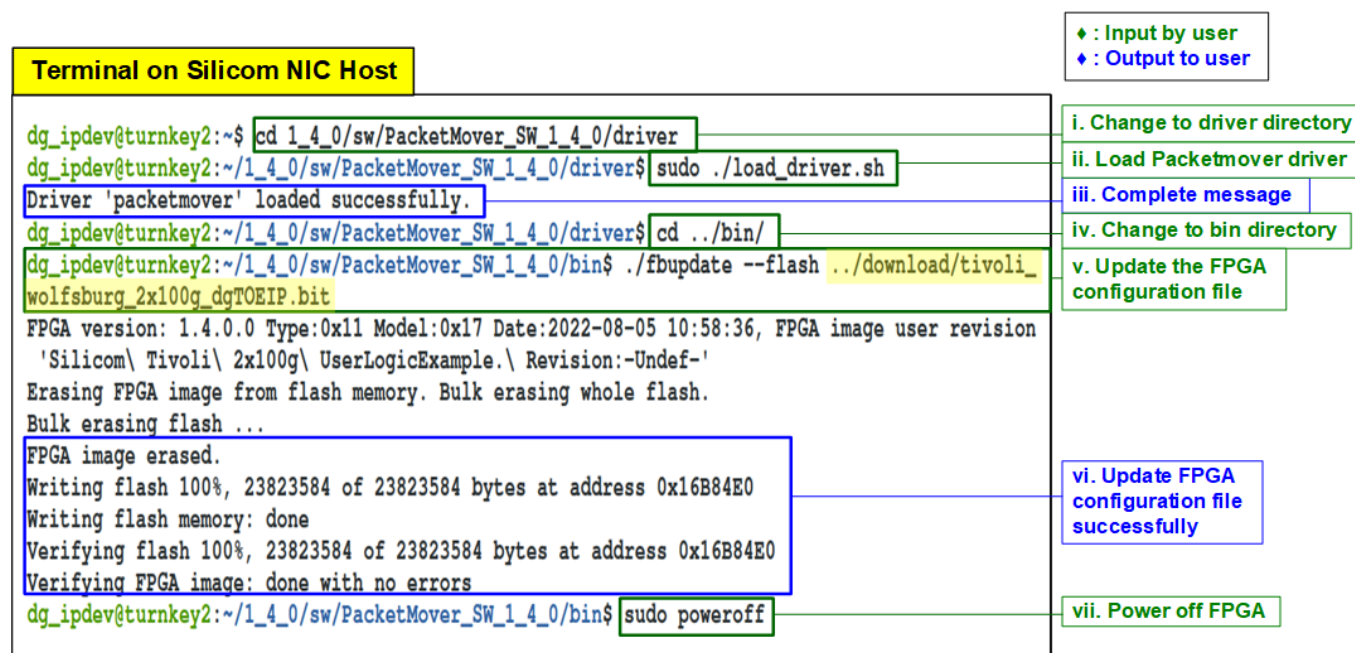 ♦ : Input by user
♦ : Output to user
Terminal on Silicom NIC Host
dg_ipdev@turnkey2:~$ cd 1_4_0/sw/PacketMover_SW_1_4_0/driver
i. Change to driver directory
dg_ipdev@turnkey2:~/1_4_0/sw/PacketMover_SW_1_4_0/driver$ sudo ./load_driver.sh
ii. Load Packetmover driver
Driver 'packetmover' loaded successfully.
iii. Complete message
dg_ipdev@turnkey2:~/1_4_0/sw/PacketMover_SW_1_4_0/driver$ cd ../bin/
iv. Change to bin directory
dg_ipdev@turnkey2:~/1_4_0/sw/PacketMover_SW_1_4_0/bin$ ./fbupdate --flash ../download/tivoli_
wolfsburg_2x100g_dgTOEIP.bit
v. Update the FPGA
configuration file
FPGA version: 1.4.0.0 Type:0x11 Model:0x17 Date:2022-08-05 10:58:36, FPGA image user revision
'Silicom\ Tivoli\ 2x100g\ UserLogicExample.\ Revision:-Undef-'
Erasing FPGA image from flash memory. Bulk erasing whole flash.
Bulk erasing flash ...
FPGA image erased.
Writing flash 100%, 23823584 of 23823584 bytes at address 0x16B84E0
Writing flash memory: done
Verifying flash 100%, 23823584 of 23823584 bytes at address 0x16B84E0
Verifying FPGA image: done with no errors
vi. Update FPGA
configuration file
successfully
dg_ipdev@turnkey2:~/1_4_0/sw/PacketMover_SW_1_4_0/bin$ sudo poweroff
vii. Power off FPGA